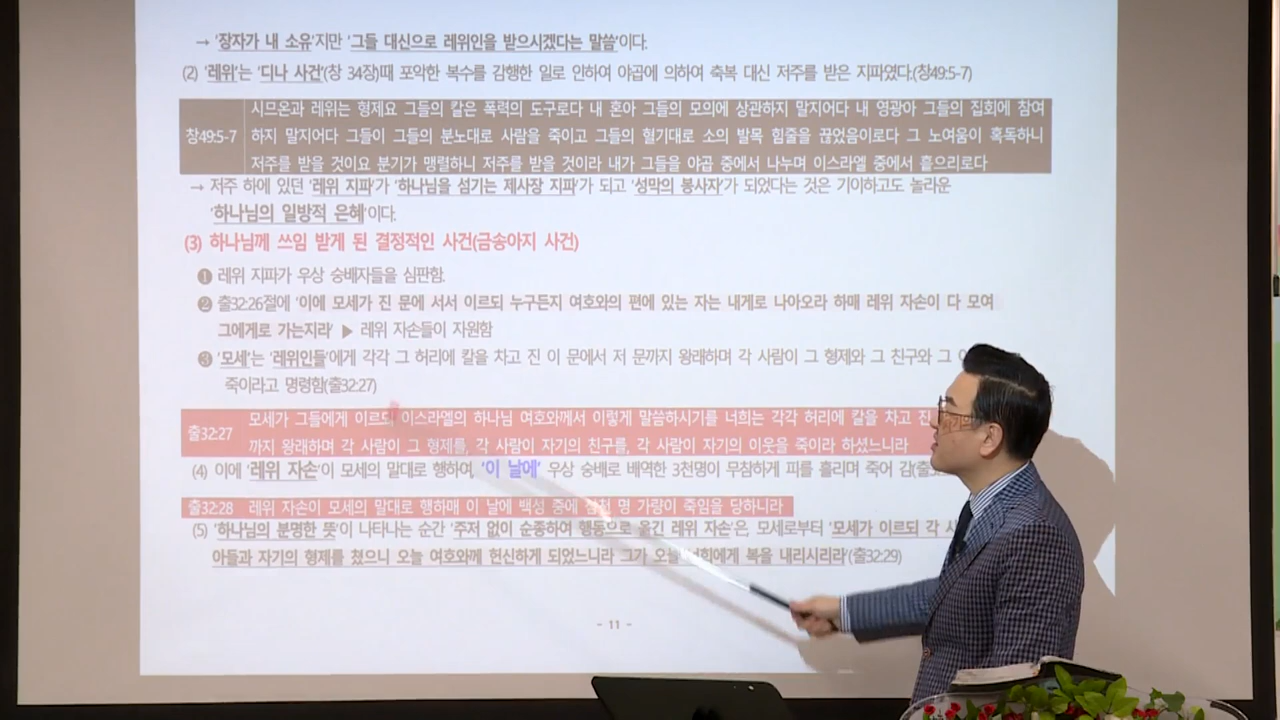 → '장자가 내 소유'지만 '그들 대신으로 레위인을 받으시겠다는 말씀'이다.
(2) '레위'는 '디나 사건'(창 34장)때 포악한 복수를 감행한 일로 인하여 야곱에 의하여 축복 대신 저주를 받은 지파였다.(창49:5-7)
시므온과 레위는 형제요 그들의 칼은 폭력의 도구로다 내 혼아 그들의 모의에 상관하지 말지어다 내 영광아 그들의 집회에 참여
창49:5-7 하지 말지어다 그들이 그들의 분노대로 사람을 죽이고 그들의 혈기대로 소의 발목 힘줄을 끊었음이로다 그 노여움이 혹독하니
저주를 받을 것이요 분기가 맹렬하니 저주를 받을 것이라 내가 그들을 야곱 중에서 나누며 이스라엘 중에서 흩으리로다
→ 저주 하에 있던 '레위 지파'가 '하나님을 섬기는 제사장 지파'가 되고 '성막의 봉사자'가 되었다는 것은 기이하고도 놀라운
'하나님의 일방적 은혜'이다.
(3) 하나님께 쓰임 받게 된 결정적인 사건(금송아지 사건)
❶ 레위 지파가 우상 숭배자들을 심판함.
❷ 출32:26절에 '이에 모세가 진 문에 서서 이르되 누구든지 여호와의 편에 있는 자는 내게로 나아오라 하매 레위 자손이 다 모여
그에게로 가는지라' ▶ 레위 자손들이 자원함
❸ '모세'는 '레위인들'에게 각각 그 허리에 칼을 차고 진 이 문에서 저 문까지 왕래하며 각 사람이 그 형제와 그 친구와 그
죽이라고 명령함(출32:27)
모세가 그들에게 이르되 이스라엘의 하나님 여호와께서 이렇게 말씀하시기를 너희는 각각 허리에 칼을 차고 진
출32:27 까지 왕래하며 각 사람이 그 형제를, 각 사람이 자기의 친구를, 각 사람이 자기의 이웃을 죽이라 하셨느니라
(4) 이에 '레위 자손'이 모세의 말대로 행하여, '이 날에' 우상 숭배로 배역한 3천명이 무참하게 피를 흘리며 죽어 감(출
출32:28 레위 자손이 모세의 말대로 행하매 이 날에 백성 중에 삼천 명 가량이 죽임을 당하니라
(5) '하나님의 분명한 뜻'이 나타나는 순간 '주저 없이 순종하여 행동으로 옮긴 레위 자손'은, 모세로부터 '모세가 이르되 각 사
아들과 자기의 형제를 쳤으니 오늘 여호와께 헌신하게 되었느니라 그가 오늘 너희에게 복을 내리시리라'(출32:29)
- 11 -